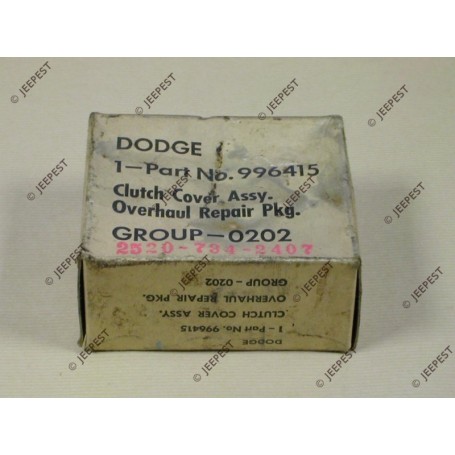 DODGE
1-Part No. 996415
Clutch Cover Assy.
Overhaul Repair Pkg.
GROUP-0202
2520-734-2407
DODGE
1-Part No. 996415
CLUTCH COVER ASSY.
OVERHAUL REPAIR PKG.
GROUP-0202
© JEEPEST
© JEEPEST
© JEEPEST
© JEEPEST
© JEEPEST
© JEEPEST
© JEEPEST
© JEEPEST
© JEEPEST
© JEEPEST
© JEEPEST
© JEEPEST
© JEEPEST